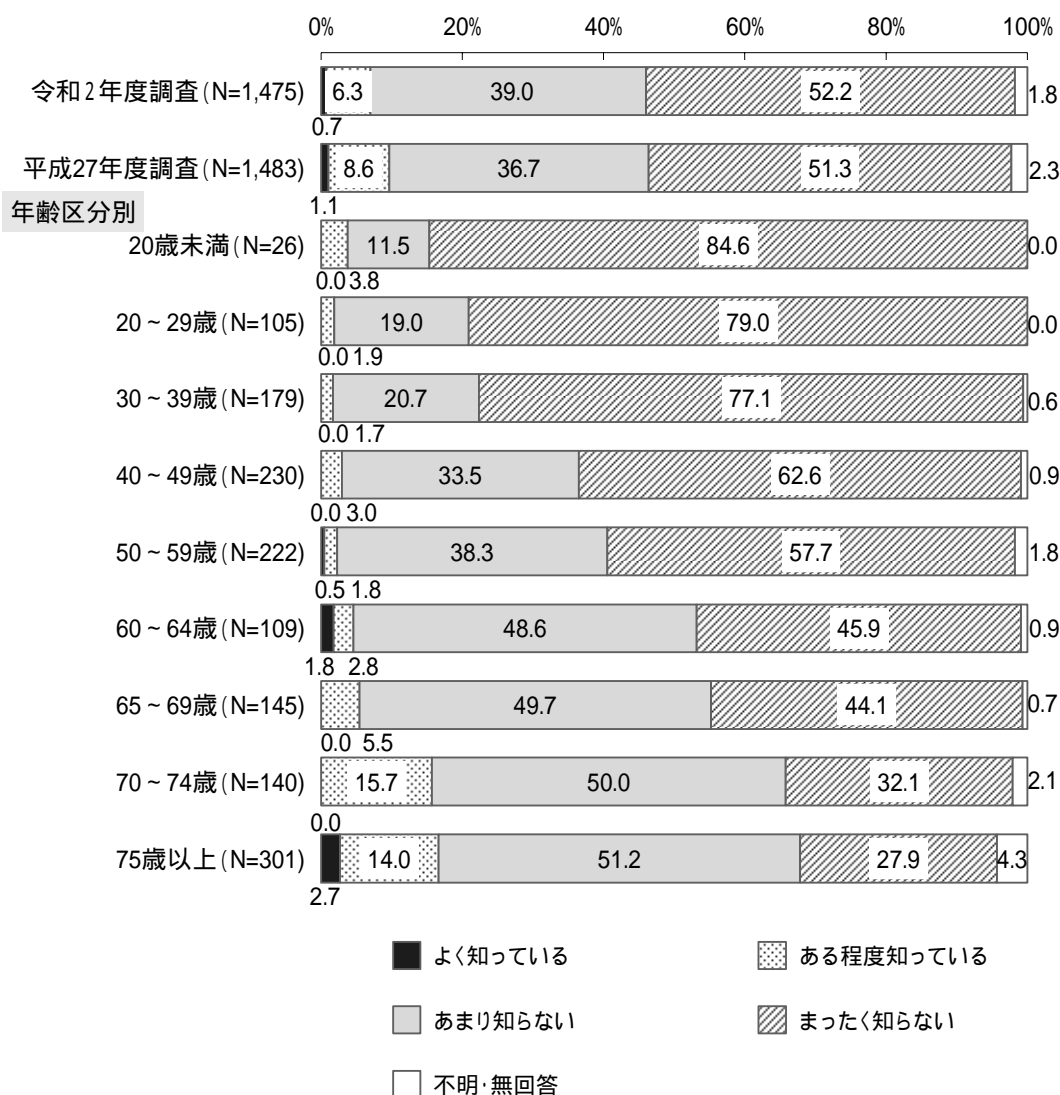 0% 20% 40% 60% 80% 100%
令和2年度調査(N=1,475) 6.3 39.0 52.2 1.8
0.7
平成27年度調査(N=1,483) 8.6 36.7 51.3 2.3
1.1
年齢区分別
20歳未満(N=26) 11.5 84.6 0.0
0.0 3.8
20~29歳(N=105) 19.0 79.0 0.0
0.0 1.9
30~39歳(N=179) 20.7 77.1 0.6
0.0 1.7
40~49歳(N=230) 33.5 62.6 0.9
0.0 3.0
50~59歳(N=222) 38.3 57.7 1.8
0.5 1.8
60~64歳(N=109) 48.6 45.9 0.9
1.8 2.8
65~69歳(N=145) 49.7 44.1 0.7
0.0 5.5
70~74歳(N=140) 15.7 50.0 32.1 2.1
0.0
75歳以上(N=301) 14.0 51.2 27.9 4.3
2.7
よく知っている ある程度知っている
あまり知らない まったく知らない
不明・無回答